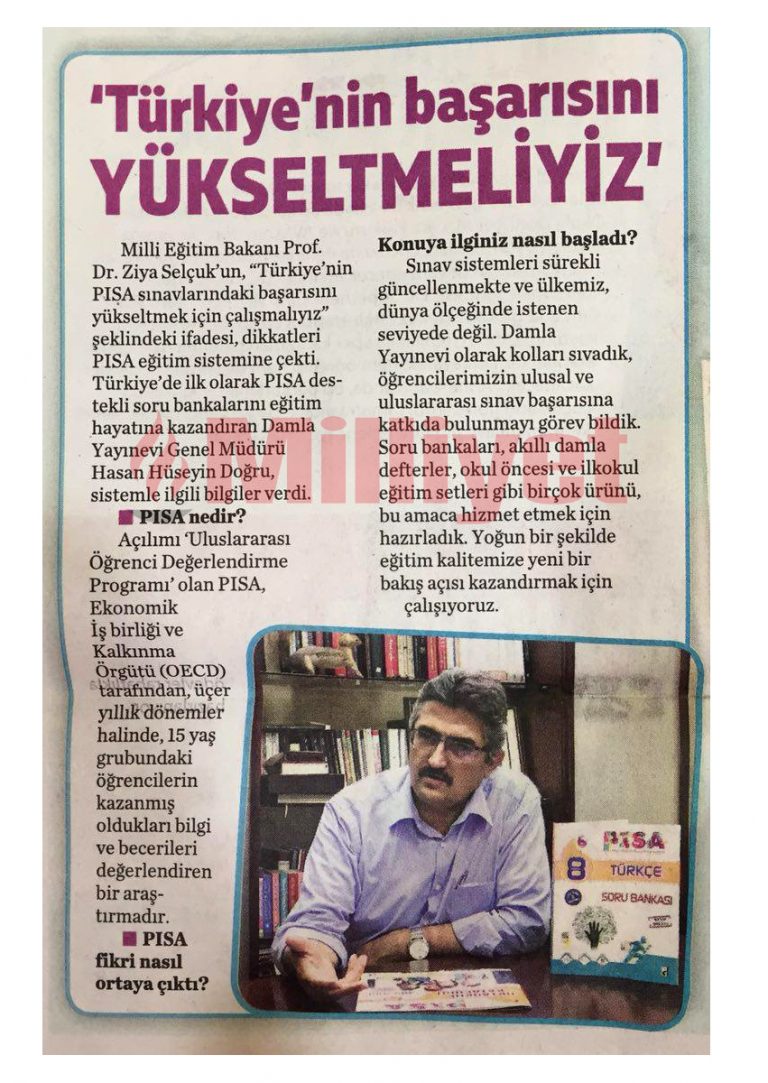 ‘Türkiye’nin başarısını
YÜKSELTMELİYİZ’
Milli Eğitim Bakanı Prof.
Dr. Ziya Selçuk’un, “Türkiye’nin
PISA sınavlarındaki başarısını
yükseltmek için çalışmalıyız”
şeklindeki ifadesi, dikkatleri
PISA eğitim sistemine çekti.
Türkiye’de ilk olarak PISA des-
tekli soru bankalarını eğitim
hayatına kazandıran Damla
Yayınevi Genel Müdürü
Hasan Hüseyin Doğru,
sistemle ilgili bilgiler verdi.
PISA nedir?
Açılımı ‘Uluslararası
Öğrenci Değerlendirme
Programı’ olan PISA,
Ekonomik
İş birliği ve
Kalkınma
Örgütü (OECD)
tarafından, üçer
yıllık dönemler
halinde, 15 yaş
grubundaki
öğrencilerin
kazanmış
oldukları bilgi
ve becerileri
değerlendiren
bir araş-
tırmadır.
PISA
fikri nasıl
ortaya çıktı?
Konuya ilginiz nasıl başladı?
Sınav sistemleri sürekli
güncellenmekte ve ülkemiz,
dünya ölçeğinde istenen
seviyede değil. Damla
Yayınevi olarak kolları sıvadık,
öğrencilerimizin ulusal ve
uluslararası sınav başarısına
katkıda bulunmayı görev bildik.
Soru bankaları, akıllı damla
defterler, okul öncesi ve ilkokul
eğitim setleri gibi birçok ürünü,
bu amaca hizmet etmek için
hazırladık. Yoğun bir şekilde
eğitim kalitemize yeni bir
bakış açısı kazandırmak için
çalışıyoruz.
Milliyet
PISA
8 TÜRKÇE
SORU BANKASI